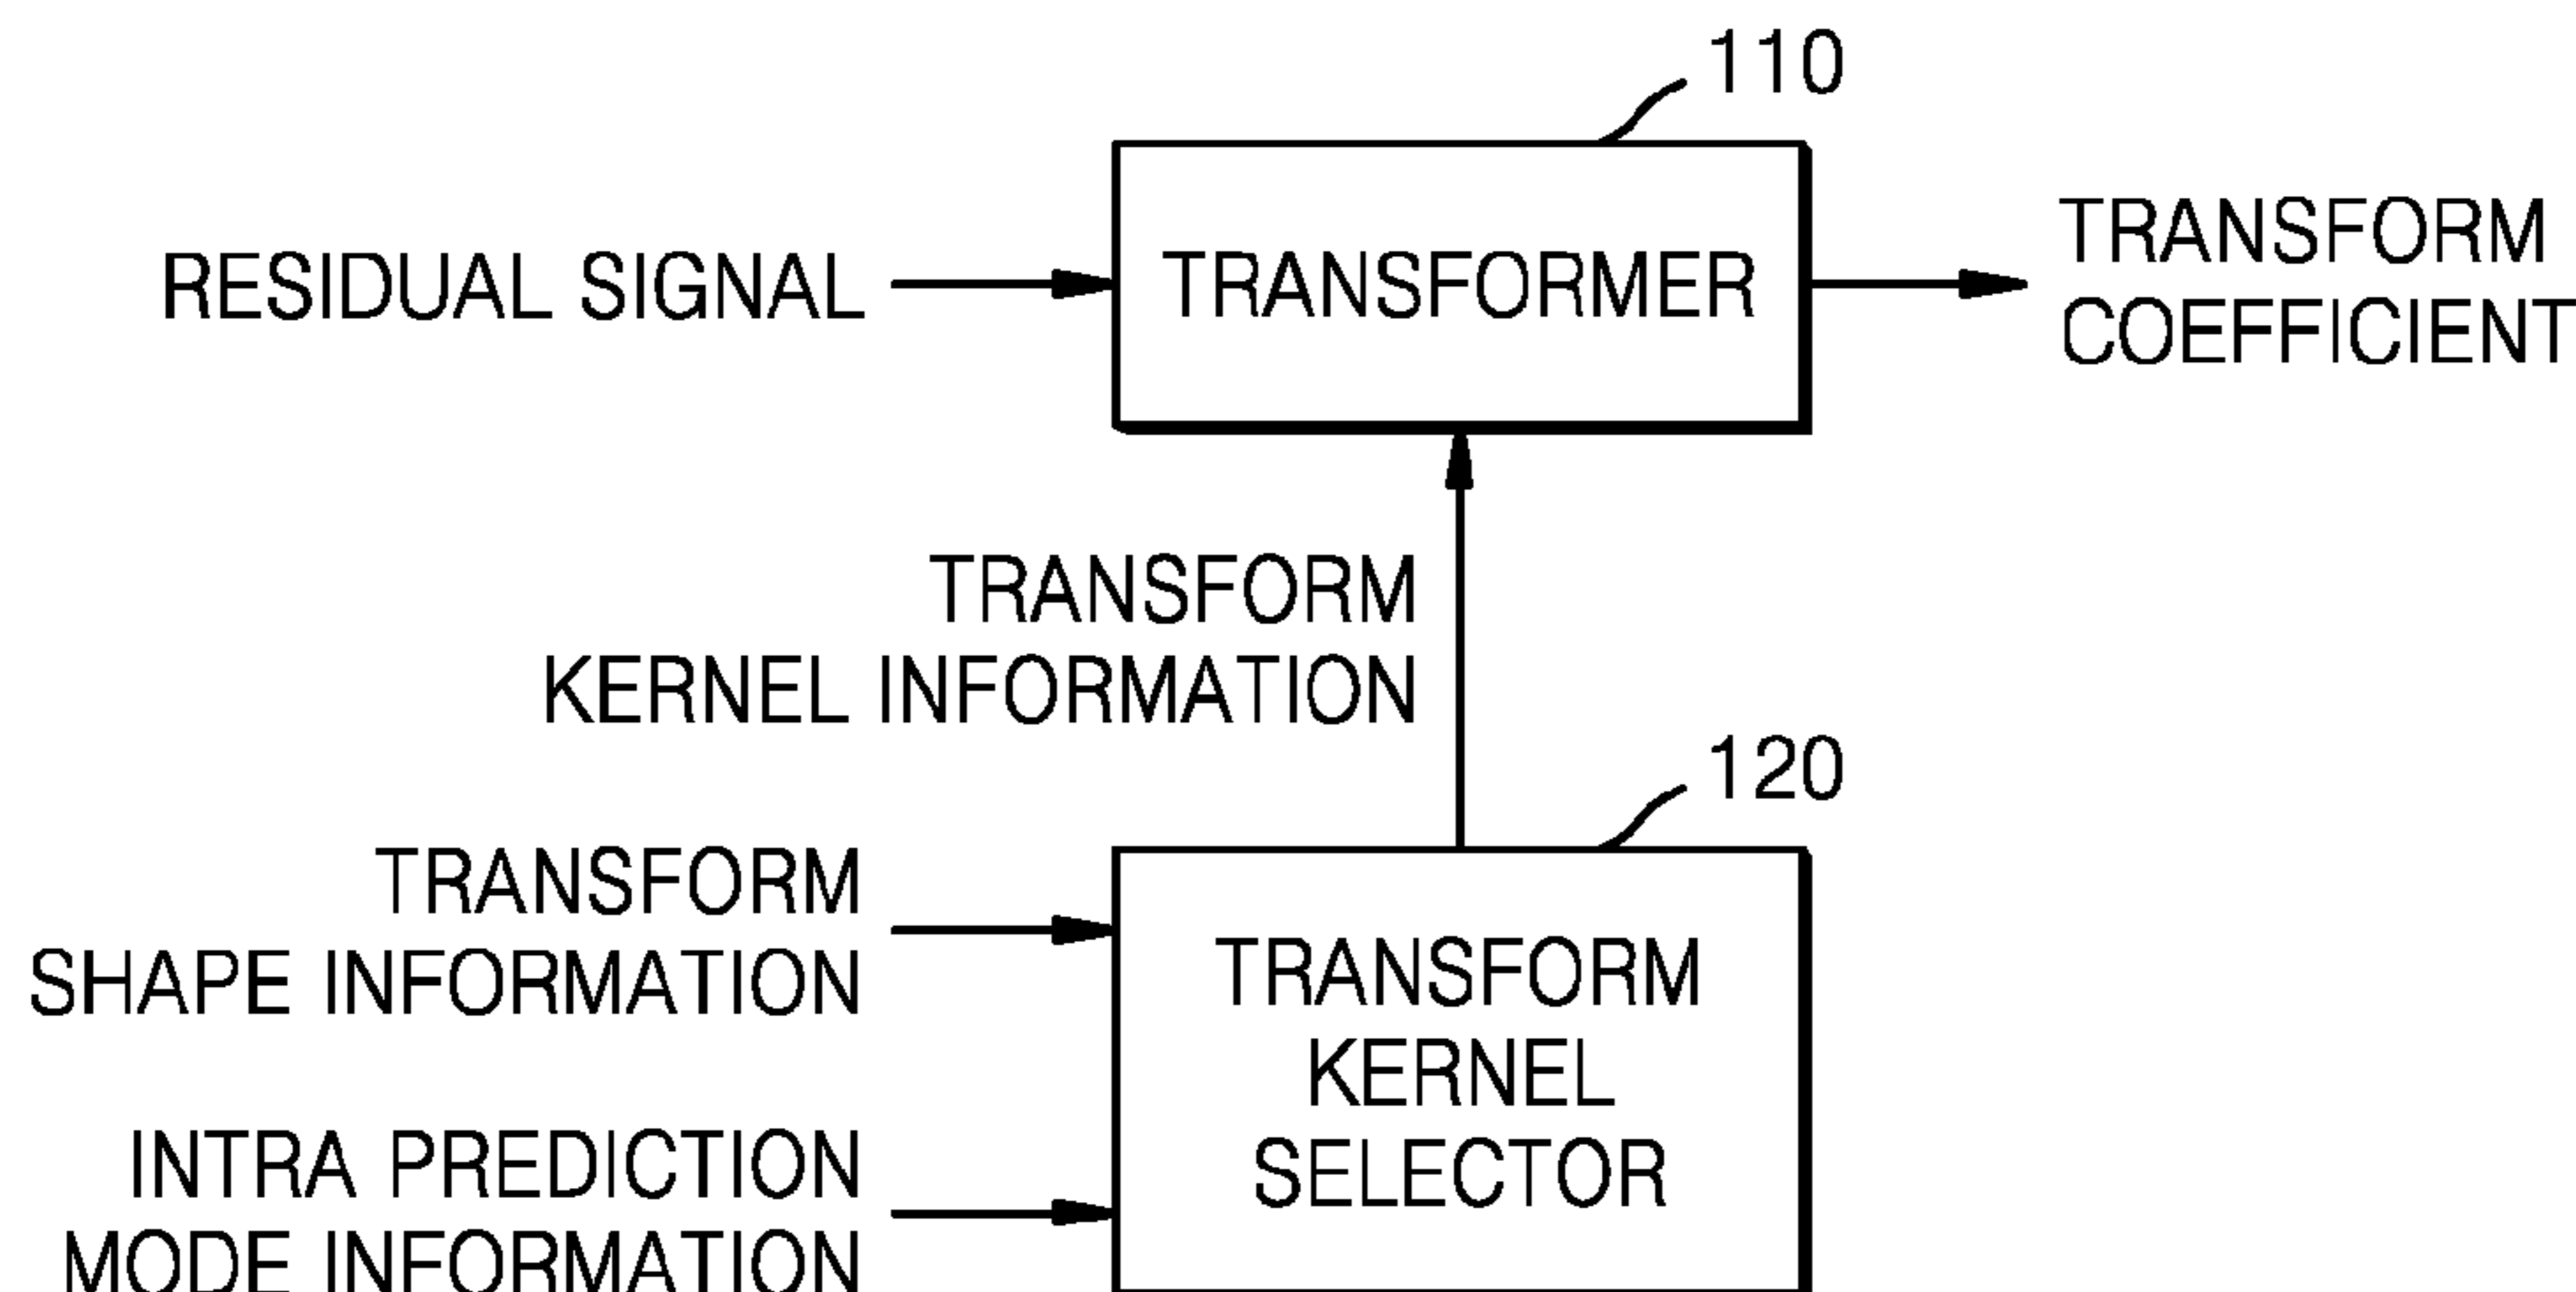 110
RESIDUAL SIGNAL
TRANSFORMER
TRANSFORM
COEFFICIENT
TRANSFORM
KERNEL INFORMATION
120
TRANSFORM
SHAPE INFORMATION
TRANSFORM
KERNEL
SELECTOR
INTRA PREDICTION
MODE INFORMATION